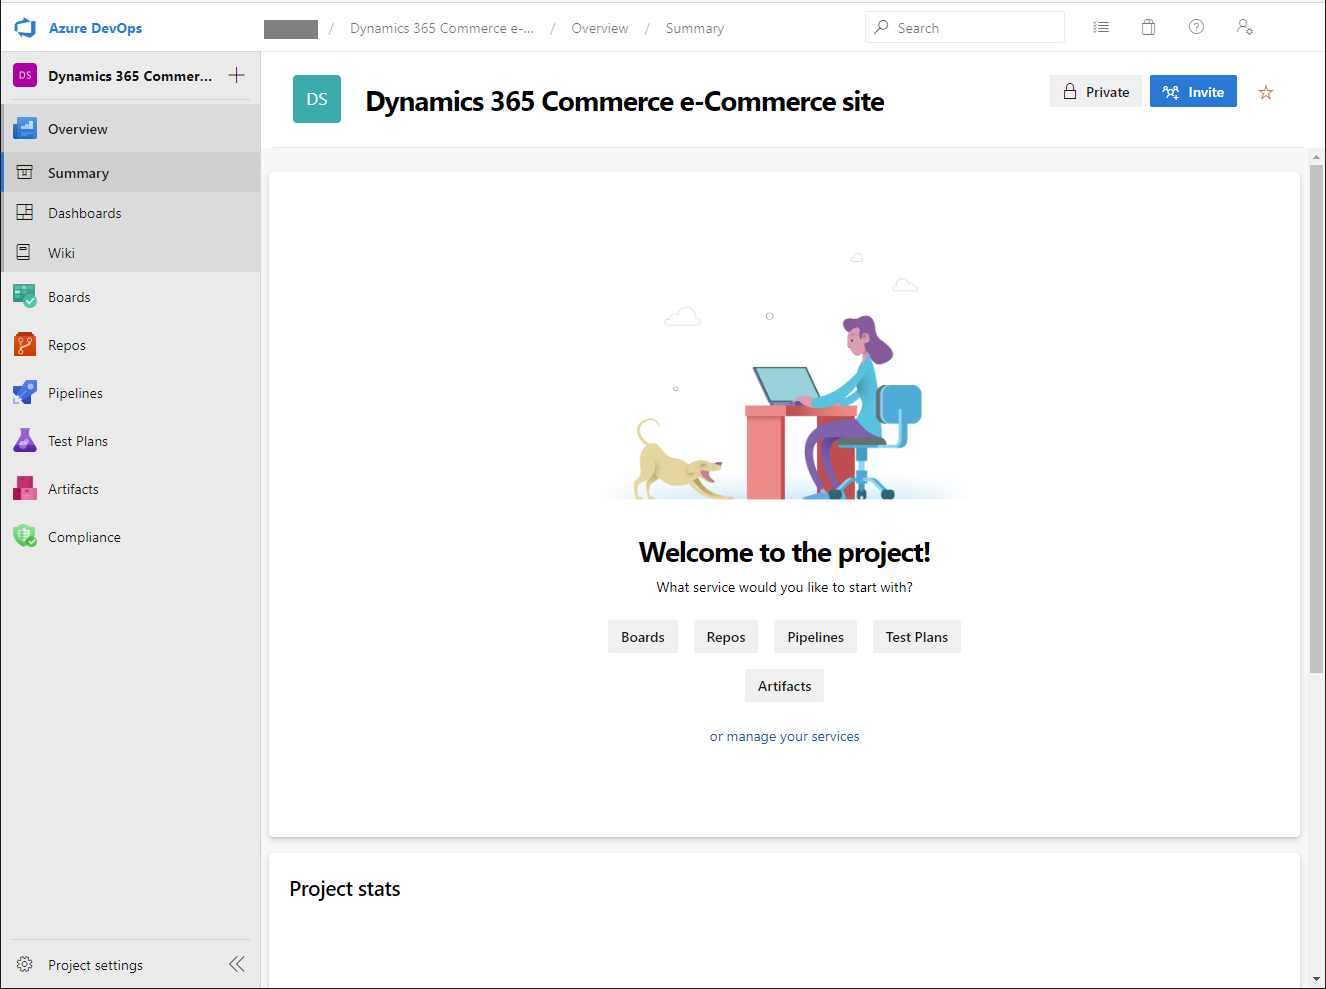 Azure DevOps
/ Dynamics 365 Commerce e-... / Overview / Summary
Search
DS Dynamics 365 Commer...
Overview
Summary
Dashboards
Wiki
Boards
Repos
Pipelines
Test Plans
Artifacts
Compliance
Project settings
DS Dynamics 365 Commerce e-Commerce site
Private
Invite
Welcome to the project!
What service would you like to start with?
Boards Repos Pipelines Test Plans
Artifacts
or manage your services
Project stats